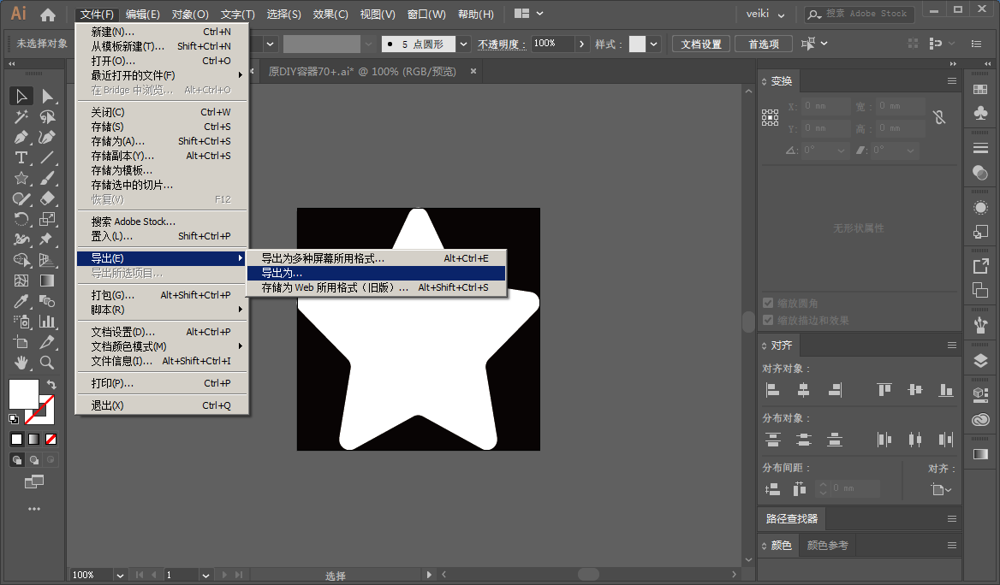 Ai 文件(F) 编辑(E) 对象(O) 文字(T) 选择(S) 效果(C) 视图(V) 窗口(W) 帮助(H) veiki 搜索 Adobe Stock
未选择对象 5 点圆形 不透明度: 100% 样式: 文档设置 首选项
原DIY容器70+.ai* @ 100% (RGB/预览) ×
新建(N)... Ctrl+N
从模板新建(T)... Shift+Ctrl+N
打开(O)... Ctrl+O
最近打开的文件(F)
在 Bridge 中浏览... Alt+Ctrl+O
关闭(C) Ctrl+W
存储(S) Ctrl+S
存储为(A)... Shift+Ctrl+S
存储副本(Y)... Alt+Ctrl+S
存储为模板...
存储选中的切片...
恢复(V) F12
搜索 Adobe Stock...
置入(L)... Shift+Ctrl+P
导出(E)
导出所选项目...
打包(G)... Alt+Shift+Ctrl+P
脚本(R)
文档设置(D)... Alt+Ctrl+P
文档颜色模式(M)
文件信息(I)... Alt+Shift+Ctrl+I
打印(P)... Ctrl+P
退出(X) Ctrl+Q
导出为多种屏幕所用格式... Alt+Ctrl+E
导出为...
存储为 Web 所用格式（旧版）... Alt+Shift+Ctrl+S
变换
X: 0 mm 宽: 0 mm
Y: 0 mm 高: 0 mm
0° 0°
无形状属性
缩放圆角
缩放描边和效果
对齐
对齐对象:
分布对象:
分布间距: 对齐:
0 mm
路径查找器
颜色 颜色参考
100% 1 选择